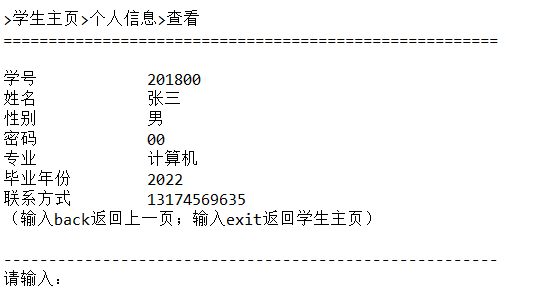 >学生主页>个人信息>查看
=======================================================
学号 201800
姓名 张三
性别 男
密码 00
专业 计算机
毕业年份 2022
联系方式 13174569635
（输入back返回上一页；输入exit返回学生主页）
-------------------------------------------------------
请输入：